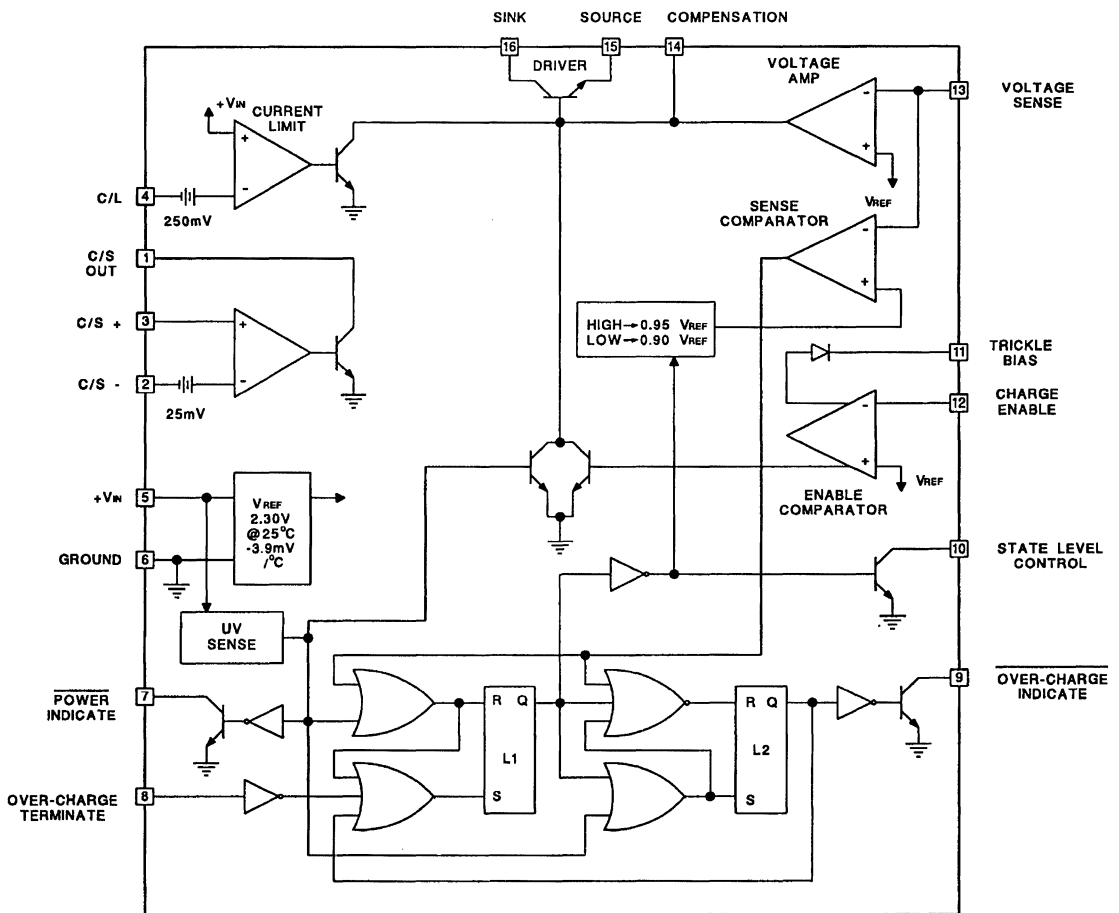 SINK SOURCE COMPENSATION
16 15 14
DRIVER
VOLTAGE
AMP
-
+
VREF
13
VOLTAGE
SENSE
+VIN
CURRENT
LIMIT
+
-
C/L
4
250mV
C/S
OUT
1
C/S +
3
+
C/S -
2
-
25mV
SENSE
COMPARATOR
-
+
HIGH→0.95 VREF
LOW→0.90 VREF
11
TRICKLE
BIAS
12
CHARGE
ENABLE
-
+
VREF
ENABLE
COMPARATOR
+VIN
5
VREF
2.30V
@25°C
-3.9mV
/°C
GROUND
6
UV
SENSE
10
STATE LEVEL
CONTROL
POWER
INDICATE
7
R Q
L1
S
R Q
L2
S
9
OVER-CHARGE
INDICATE
OVER-CHARGE
TERMINATE
8